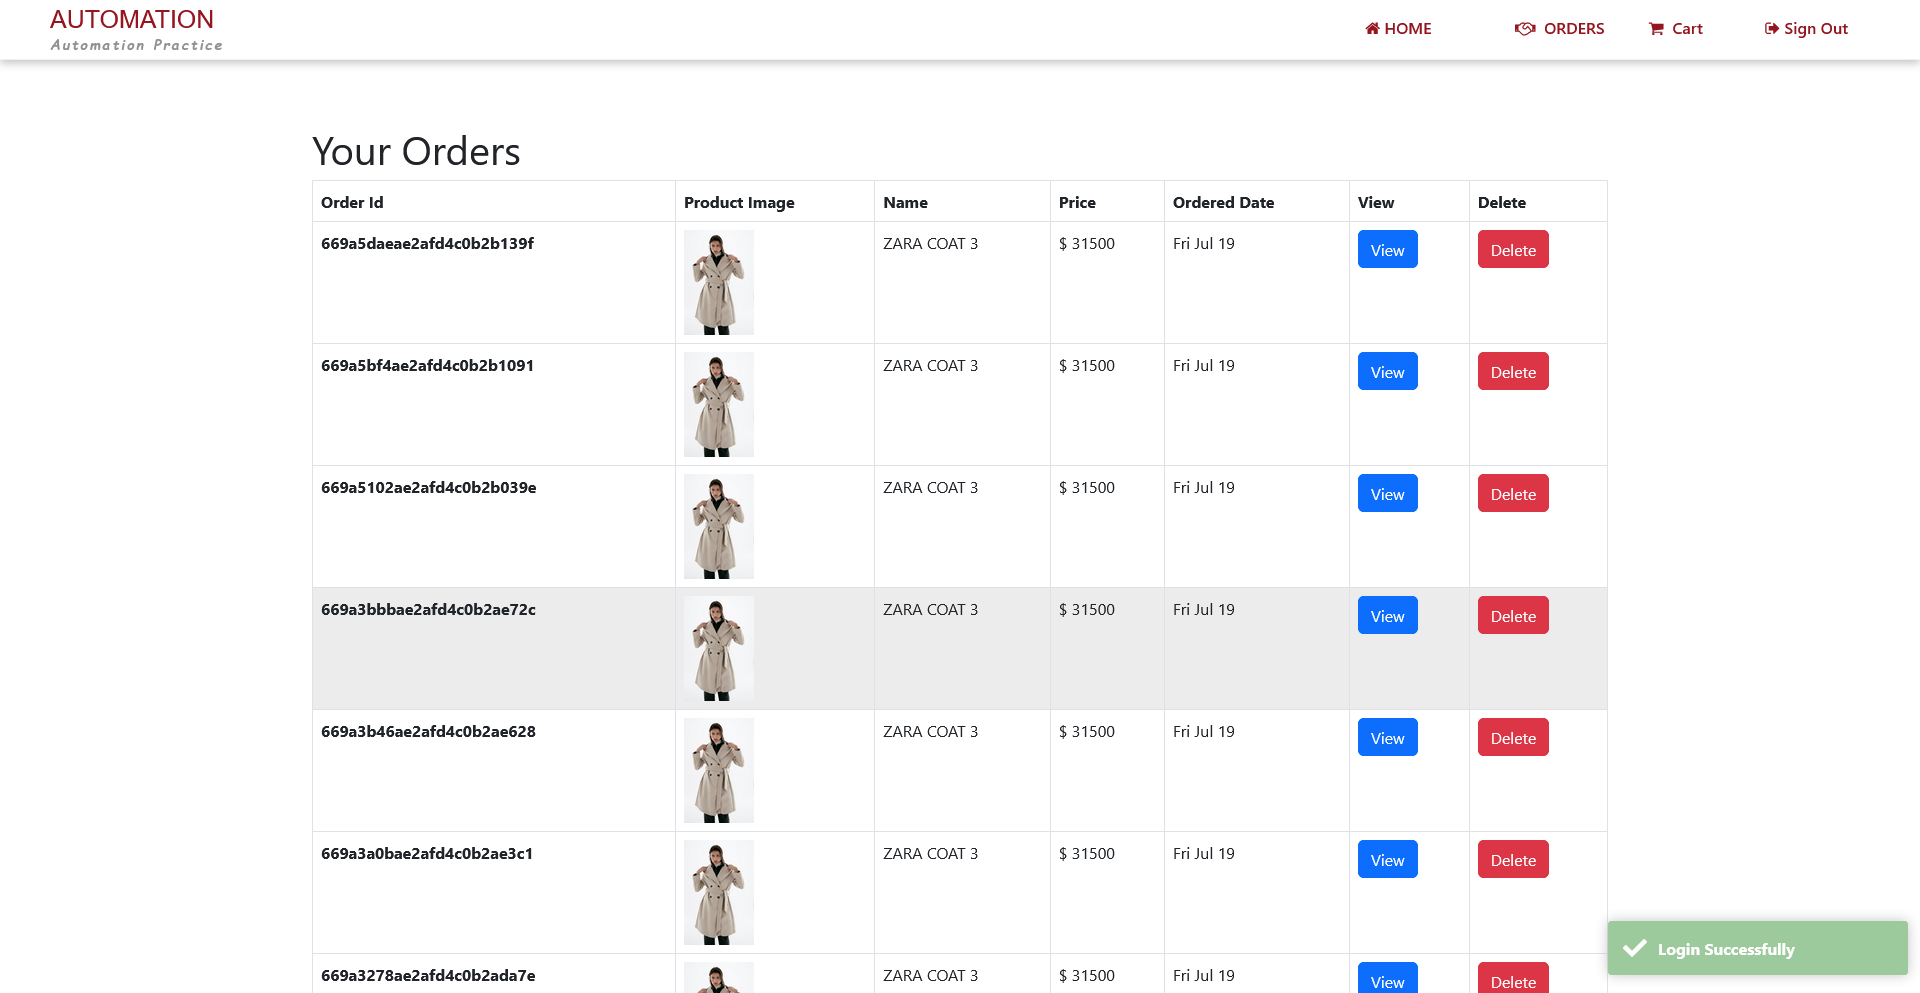 AUTOMATION
Automation Practice
HOME
ORDERS
Cart
Sign Out
Your Orders
Order Id Product Image Name Price Ordered Date View Delete
669a5daeae2afd4c0b2b139f ZARA COAT 3 $ 31500 Fri Jul 19 View Delete
669a5bf4ae2afd4c0b2b1091 ZARA COAT 3 $ 31500 Fri Jul 19 View Delete
669a5102ae2afd4c0b2b039e ZARA COAT 3 $ 31500 Fri Jul 19 View Delete
669a3bbbae2afd4c0b2ae72c ZARA COAT 3 $ 31500 Fri Jul 19 View Delete
669a3b46ae2afd4c0b2ae628 ZARA COAT 3 $ 31500 Fri Jul 19 View Delete
669a3a0bae2afd4c0b2ae3c1 ZARA COAT 3 $ 31500 Fri Jul 19 View Delete
669a3278ae2afd4c0b2ada7e ZARA COAT 3 $ 31500 Fri Jul 19 View Delete
Login Successfully